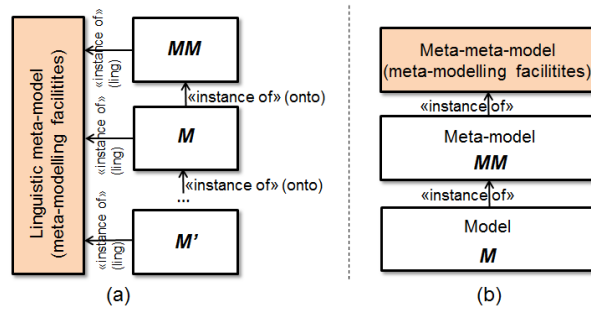 Linguistic meta-model
(meta-modelling facilitites)
«instance of»
(ling)
MM
«instance of» (onto)
«instance of»
(ling)
M
«instance of» (onto)
...
«instance of»
(ling)
M'
(a)
Meta-meta-model
(meta-modelling facilitites)
«instance of»
Meta-model
MM
«instance of»
Model
M
(b)